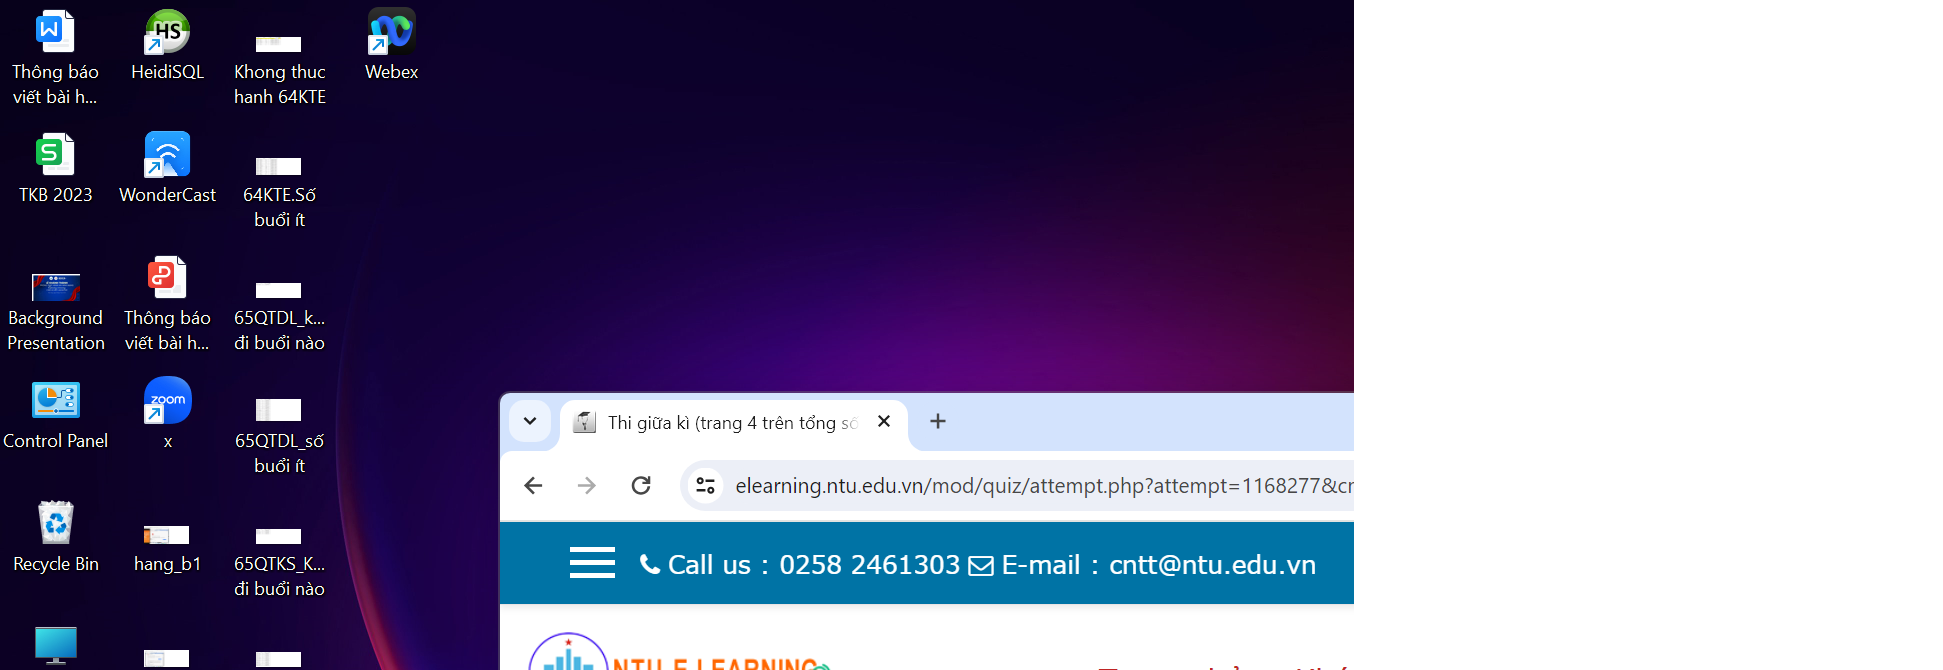 Thông báo
viết bài h...
HeidiSQL
Khong thuc
hanh 64KTE
Webex
TKB 2023
WonderCast
64KTE.Số
buổi ít
Background
Presentation
Thông báo
viết bài h...
65QTDL_k...
đi buổi nào
Control Panel
zoom
x
65QTDL_số
buổi ít
Recycle Bin
hang_b1
65QTKS_K...
đi buổi nào
Thi giữa kì (trang 4 trên tổng số
elearning.ntu.edu.vn/mod/quiz/attempt.php?attempt=1168277&cr
Call us : 0258 2461303 E-mail : cntt@ntu.edu.vn
NTU E-LEARNING